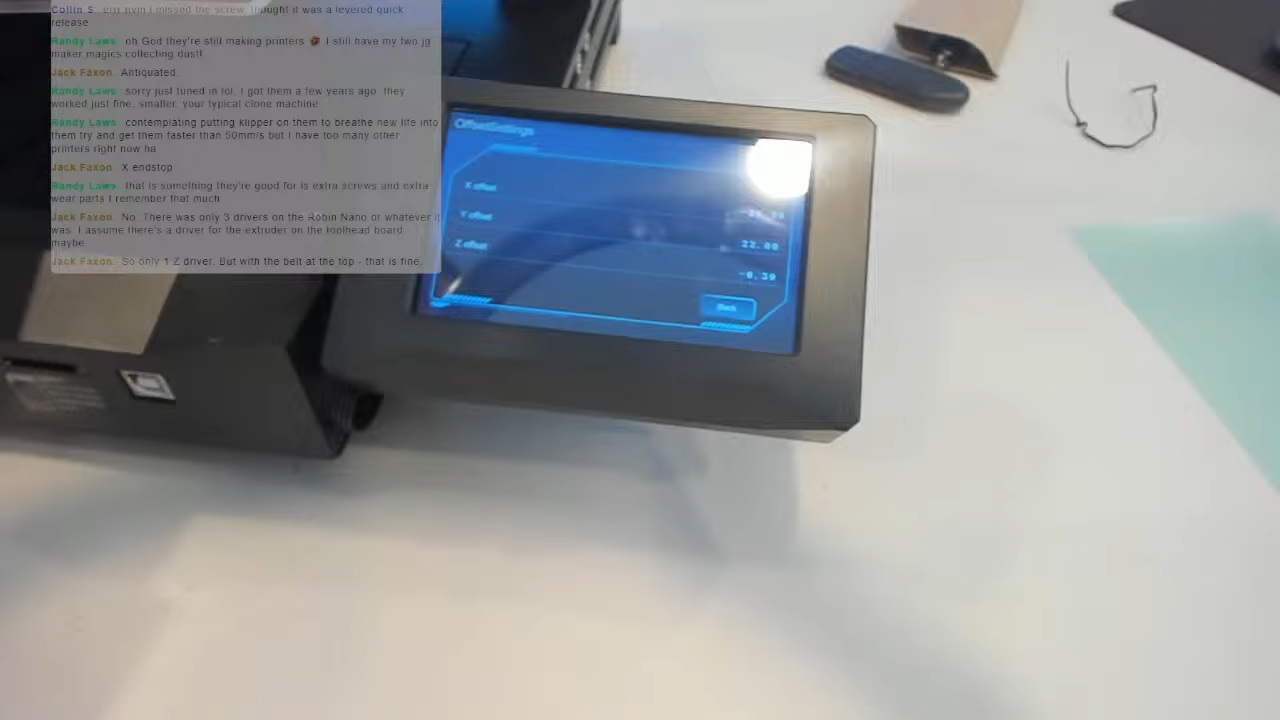 Collin S: errr nvm I missed the screw, thought it was a levered quick
release
Randy Laws: oh God they're still making printers 🤣 I still have my two jg
maker magics collecting dust!
Jack Faxon: Antiquated.
Randy Laws: sorry just tuned in lol. I got them a few years ago. they
worked just fine, smaller. your typical clone machine
Randy Laws: contemplating putting klipper on them to breathe new life into
them try and get them faster than 50mm/s but I have too many other
printers right now ha
Jack Faxon: X endstop
Randy Laws: that is something they're good for is extra screws and extra
wear parts I remember that much
Jack Faxon: No. There was only 3 drivers on the Robin Nano or whatever it
was. I assume there's a driver for the extruder on the toolhead board
maybe
Jack Faxon: So only 1 Z driver. But with the belt at the top - that is fine.
OffsetSettings
X offset
Y offset
22.00
Z offset
-0.39
Back